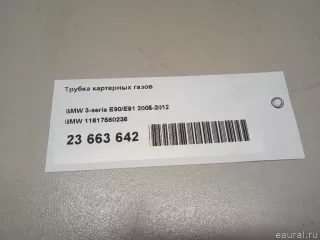 Трубка картерных газов
BMW 3-serie E90/E91 2005-2012
BMW 11617560236
23 663 642
eaural.ru